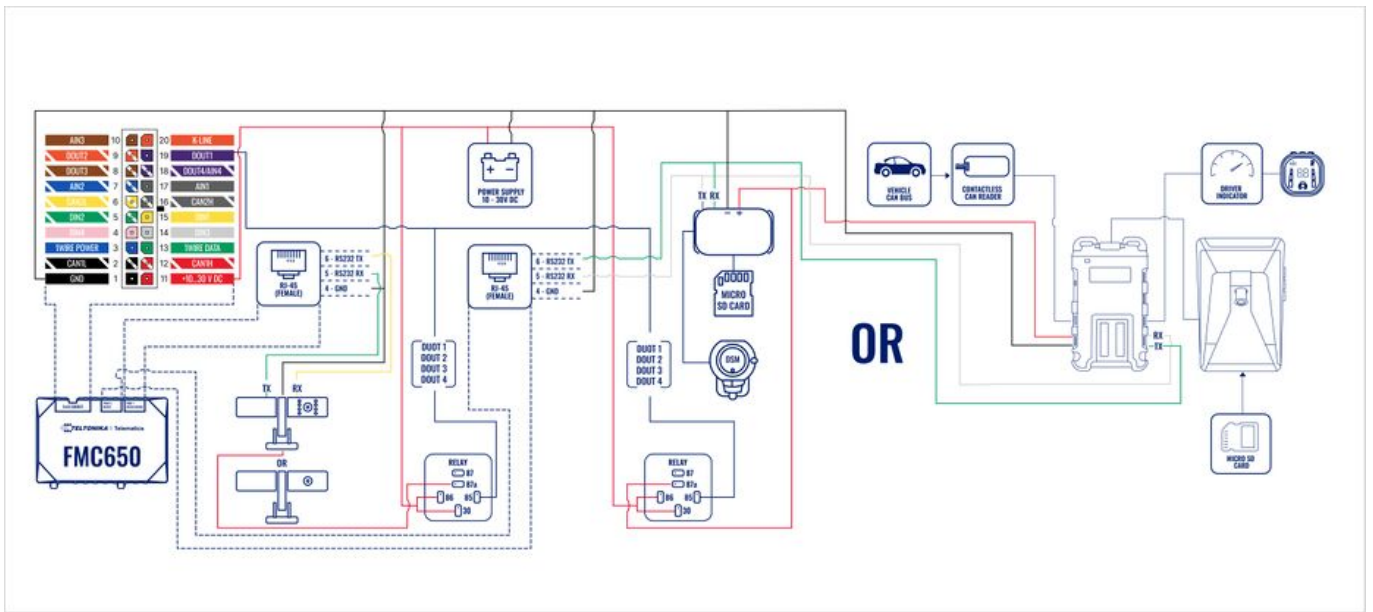 AIN3 10 20 K-LINE
DOUT2 9 19 DOUT1
DOUT3 8 18 DOUT4/AIN4
AIN2 7 17 AIN1
CAN2L 6 16 CAN2H
DIN2 5 15 DIN1
DIN4 4 14 DIN3
1WIRE POWER 3 13 1WIRE DATA
CAN1L 2 12 CAN1H
GND 1 11 +10...30 V DC
POWER SUPPLY
10 - 30V DC
RJ-45
(FEMALE)
6 - RS232 TX
5 - RS232 RX
4 - GND
RJ-45
(FEMALE)
6 - RS232 TX
5 - RS232 RX
4 - GND
TX RX
MICRO
SD CARD
DSM
VEHICLE
CAN BUS
CONTACTLESS
CAN READER
DRIVER
INDICATOR
OR
RX
TX
MICRO SD
CARD
DUOT 1
DOUT 2
DOUT 3
DOUT 4
DUOT 1
DOUT 2
DOUT 3
DOUT 4
TX RX
OR
TELTONIKA | Telematics
FMC650
RELAY
87
87a
86 85
30
RELAY
87
87a
86 85
30